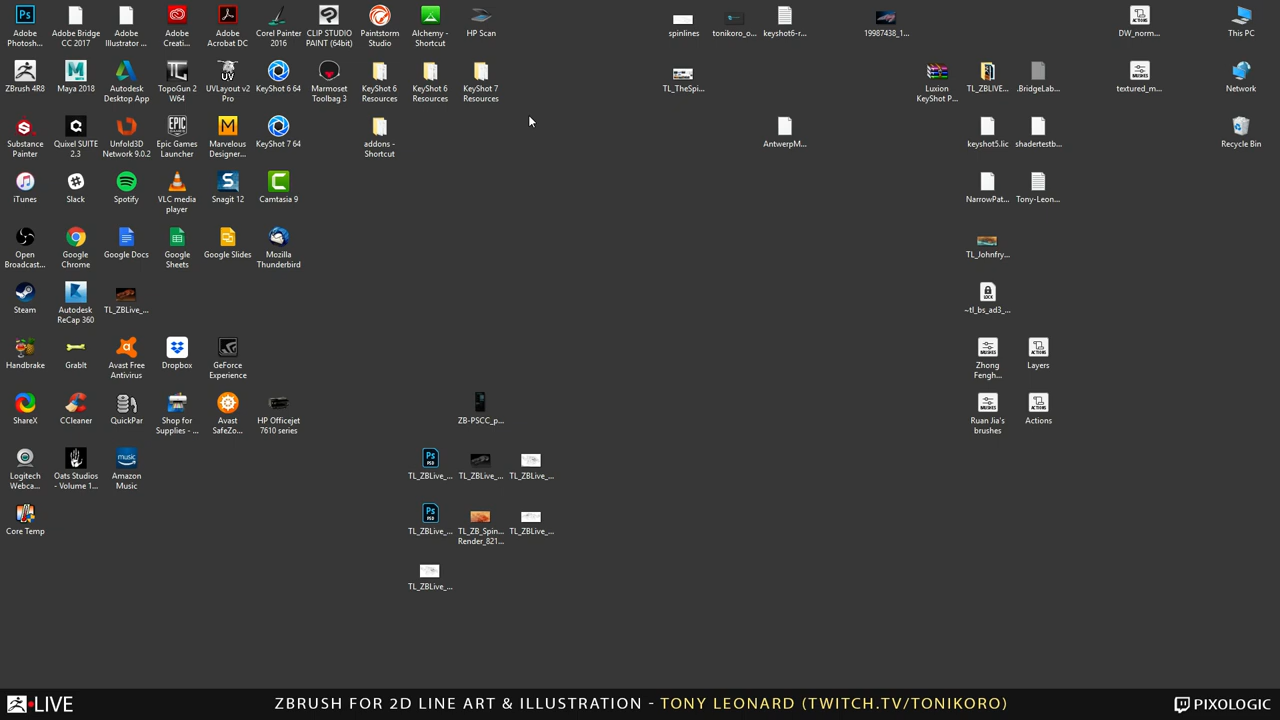 Adobe
Photosh...
Adobe Bridge
CC 2017
Adobe
Illustrator ...
Adobe
Creati...
Adobe
Acrobat DC
Corel Painter
2016
CLIP STUDIO
PAINT (64bit)
Paintstorm
Studio
Alchemy -
Shortcut
HP Scan
spinlines
tonikoro_o...
keyshot6-r...
19987438_1...
DW_norm...
This PC
ZBrush 4R8
Maya 2018
Autodesk
Desktop App
TopoGun 2
W64
UVLayout v2
Pro
KeyShot 6 64
Marmoset
Toolbag 3
KeyShot 6
Resources
KeyShot 6
Resources
KeyShot 7
Resources
TL_TheSpi...
Luxion
KeyShot P...
TL_ZBLIVE...
.BridgeLab...
textured_m...
Network
Substance
Painter
Quixel SUITE
2.3
Unfold3D
Network 9.0.2
Epic Games
Launcher
Marvelous
Designer...
KeyShot 7 64
addons -
Shortcut
AntwerpM...
keyshot5.lic
shadertestb...
Recycle Bin
iTunes
Slack
Spotify
VLC media
player
Snagit 12
Camtasia 9
NarrowPat...
Tony-Leon...
Open
Broadcast...
Google
Chrome
Google Docs
Google
Sheets
Google Slides
Mozilla
Thunderbird
TL_Johnfry...
Steam
Autodesk
ReCap 360
TL_ZBLive_...
~tl_bs_ad3_...
Handbrake
GrabIt
Avast Free
Antivirus
Dropbox
GeForce
Experience
Zhong
Fengh...
Layers
ShareX
CCleaner
QuickPar
Shop for
Supplies - ...
Avast
SafeZo...
HP Officejet
7610 series
ZB-PSCC_p...
Ruan Jia's
brushes
Actions
Logitech
Webca...
Oats Studios
- Volume 1...
Amazon
Music
TL_ZBLive_...
TL_ZBLive_...
TL_ZBLive_...
Core Temp
TL_ZBLive_...
TL_ZB_Spin...
Render_821...
TL_ZBLive_...
TL_ZBLive_...
LIVE
ZBRUSH FOR 2D LINE ART & ILLUSTRATION - TONY LEONARD (TWITCH.TV/TONIKORO)
PIXOLOGIC